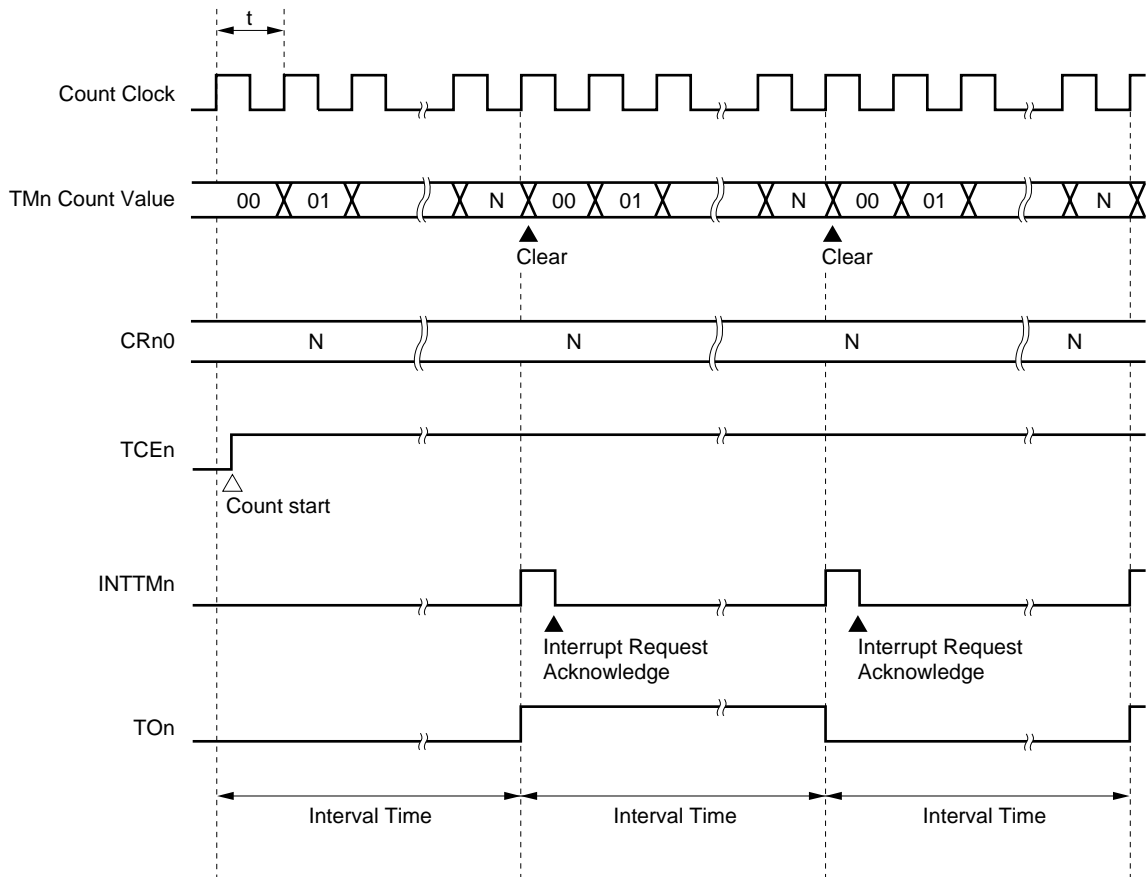 t
Count Clock
TMn Count Value
00 01 N 00 01 N 00 01 N
Clear Clear
CRn0
N N N N
TCEn
Count start
INTTMn
Interrupt Request
Acknowledge
Interrupt Request
Acknowledge
TOn
Interval Time Interval Time Interval Time